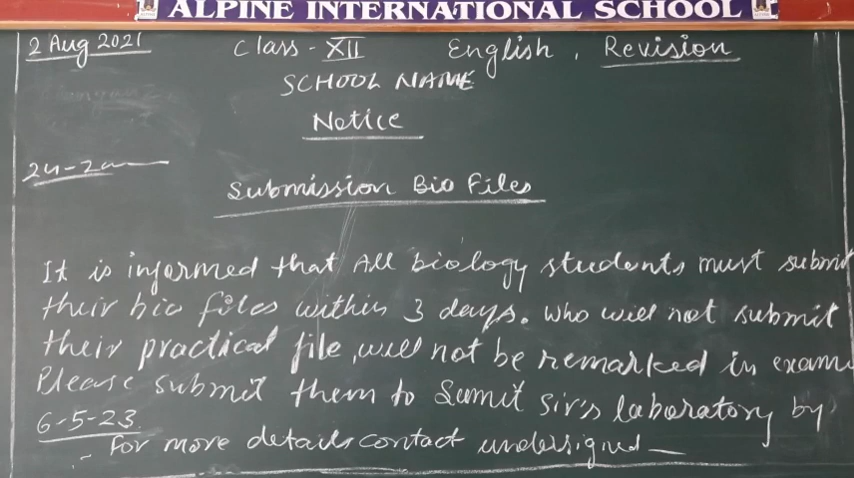 ALPINE INTERNATIONAL SCHOOL
2 Aug 2021 Class - XII English, Revision
SCHOOL NAME
Notice
Submission Bio Files
It is informed that All biology students must submit
their bio files within 3 days. Who will not submit
their practical file, will not be remarked in exam
Please submit them to Sumit Sir's laboratory by
6-5-23.
For more details contact undersigned